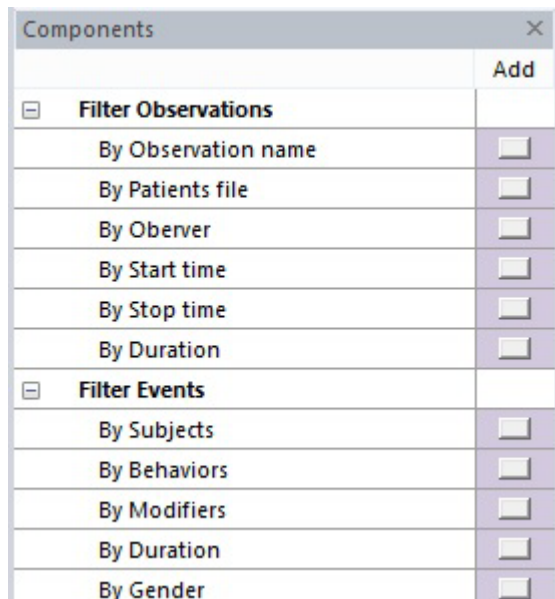 Components
Add
Filter Observations
By Observation name
By Patients file
By Oberver
By Start time
By Stop time
By Duration
Filter Events
By Subjects
By Behaviors
By Modifiers
By Duration
By Gender